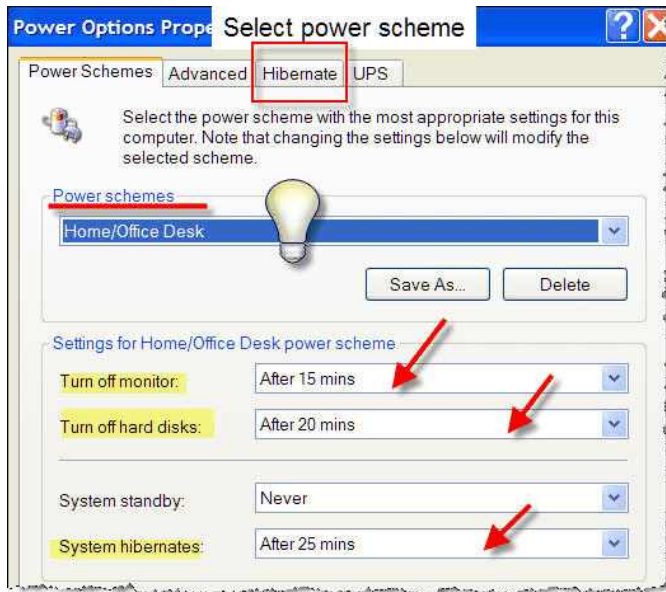 Power Options Prope
Select power scheme
Power Schemes Advanced Hibernate UPS
Select the power scheme with the most appropriate settings for this
computer. Note that changing the settings below will modify the
selected scheme.
Power schemes
Home/Office Desk
Save As... Delete
Settings for Home/Office Desk power scheme
Turn off monitor: After 15 mins
Turn off hard disks: After 20 mins
System standby: Never
System hibernates: After 25 mins